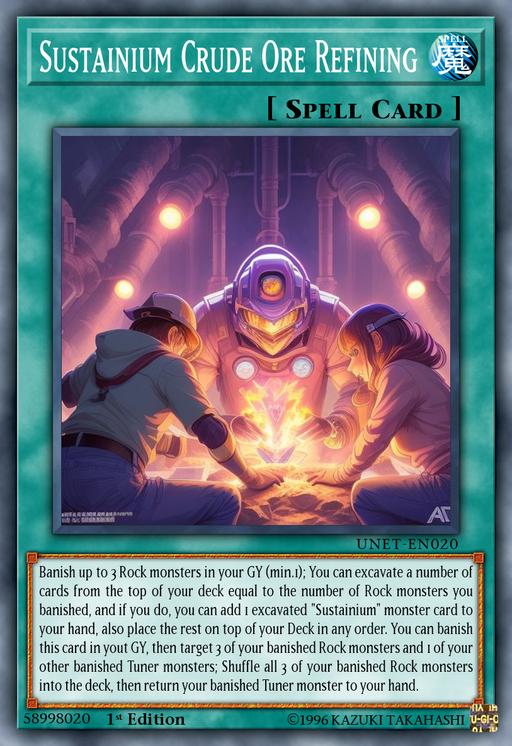 Sustainium Crude Ore Refining
SPELL
魔
[ Spell Card ]
AT
UNET-EN020
Banish up to 3 Rock monsters in your GY (min.1); You can excavate a number of
cards from the top of your deck equal to the number of Rock monsters you
banished, and if you do, you can add 1 excavated "Sustainium" monster card to
your hand, also place the rest on top of your Deck in any order. You can banish
this card in yout GY, then target 3 of your banished Rock monsters and 1 of your
other banished Tuner monsters; Shuffle all 3 of your banished Rock monsters
into the deck, then return your banished Tuner monster to your hand.
58998020
1st Edition
©1996 KAZUKI TAKAHASHI